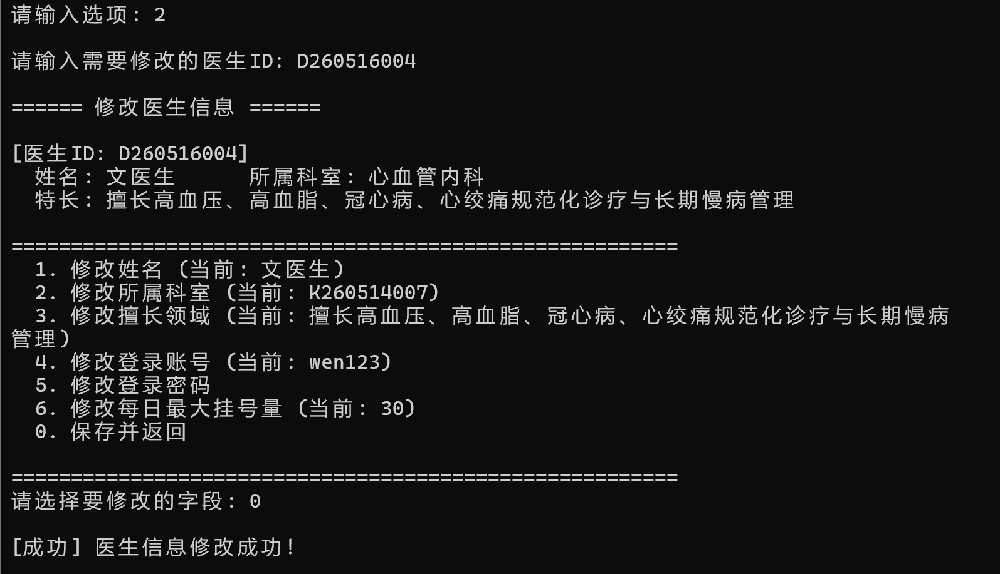 请输入选项: 2
请输入需要修改的医生ID: D260516004
====== 修改医生信息 ======
[医生ID: D260516004]
姓名: 文医生      所属科室: 心血管内科
特长: 擅长高血压、高血脂、冠心病、心绞痛规范化诊疗与长期慢病管理
========================================================
1. 修改姓名 (当前: 文医生)
2. 修改所属科室 (当前: K260514007)
3. 修改擅长领域 (当前: 擅长高血压、高血脂、冠心病、心绞痛规范化诊疗与长期慢病
管理)
4. 修改登录账号 (当前: wen123)
5. 修改登录密码
6. 修改每日最大挂号量 (当前: 30)
0. 保存并返回
========================================================
请选择要修改的字段: 0
[成功] 医生信息修改成功!